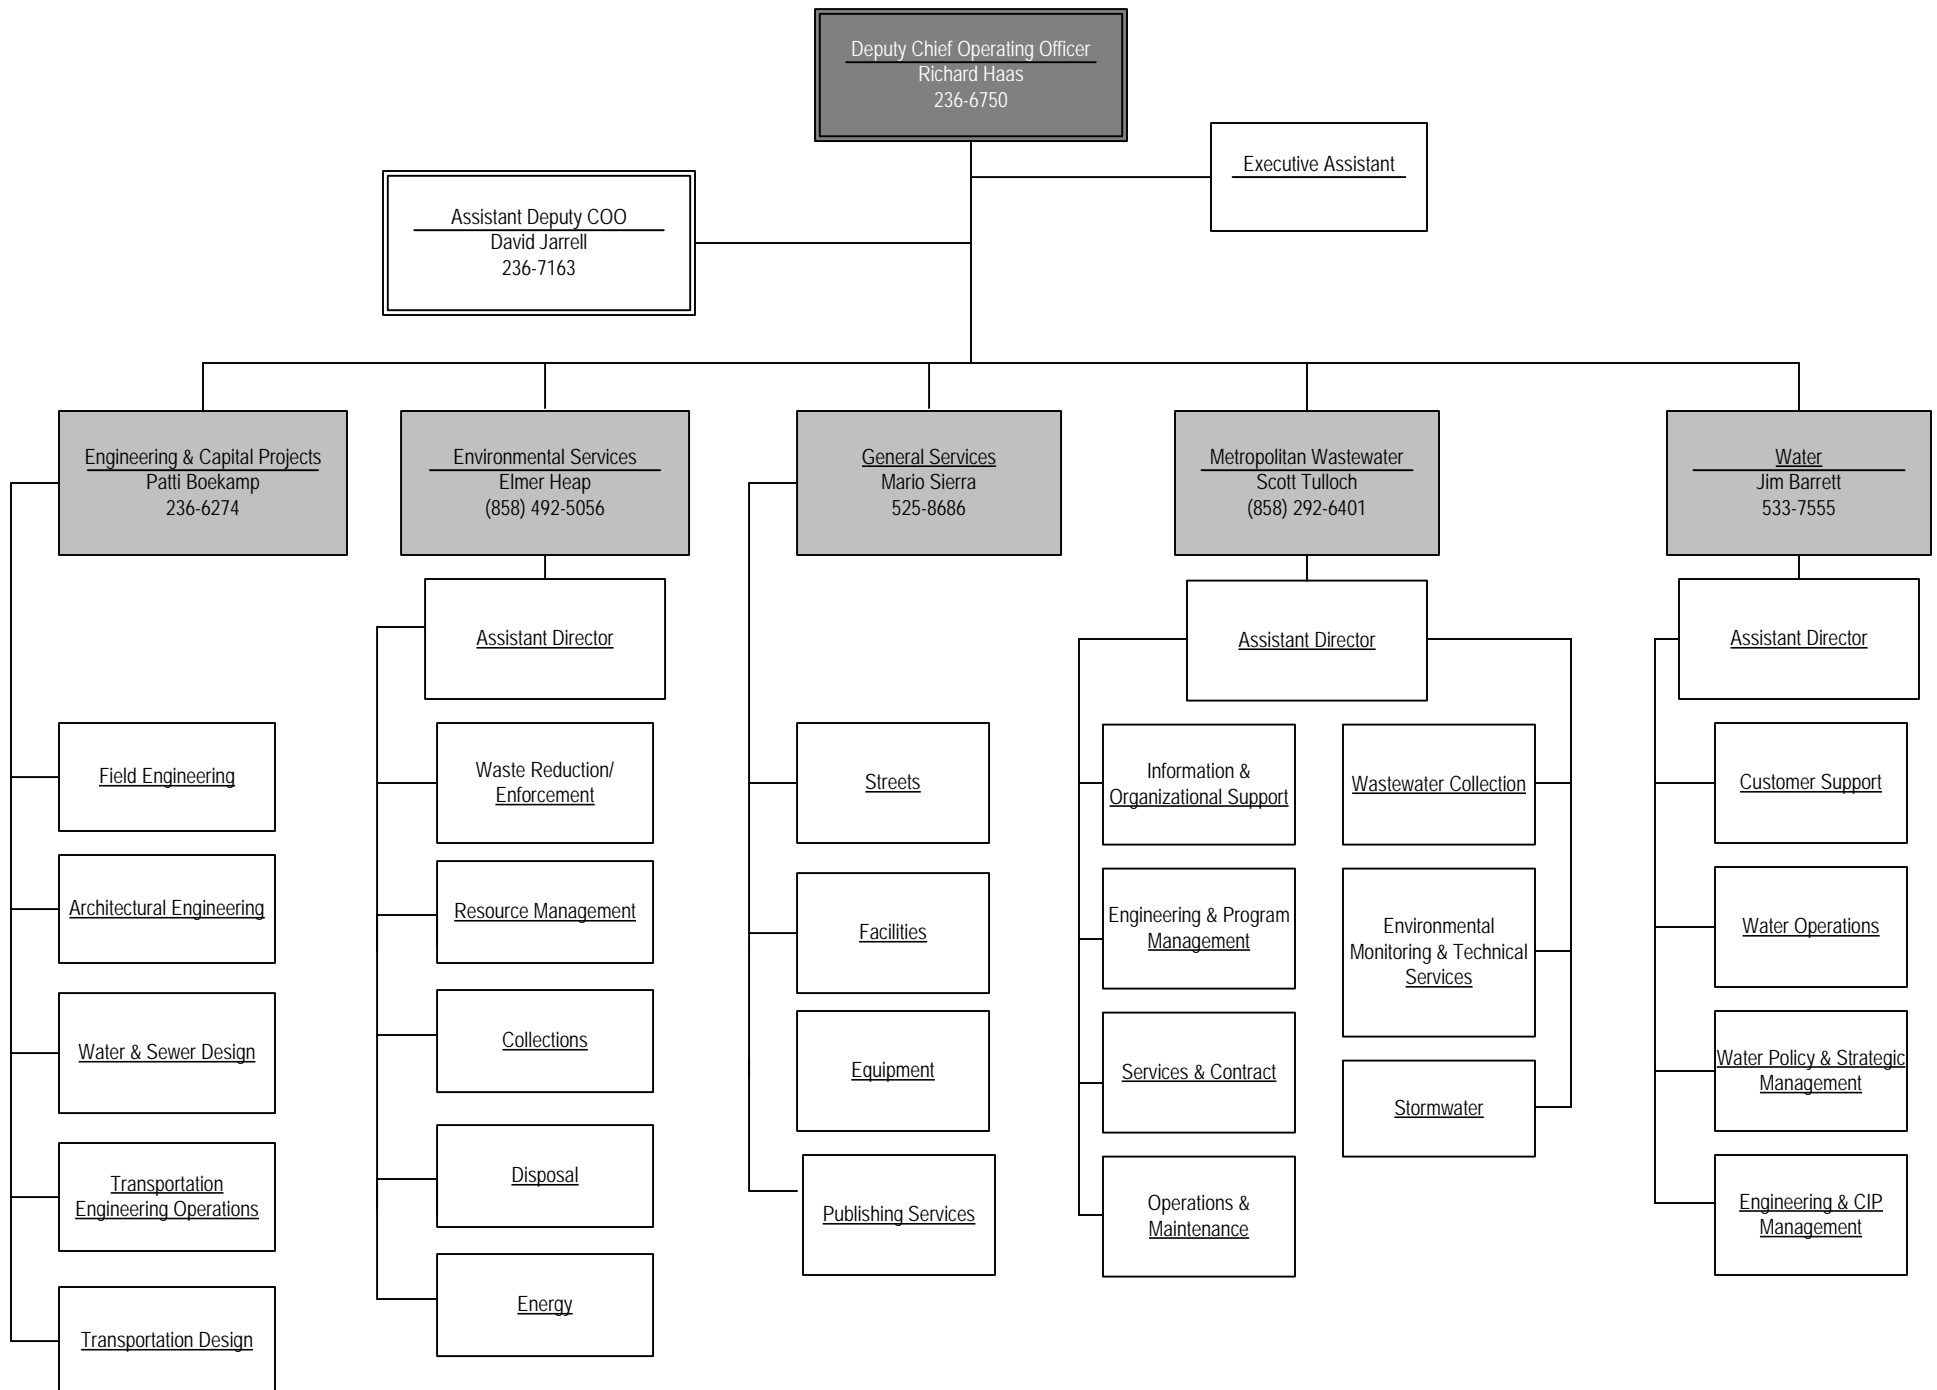 Deputy Chief Operating Officer
Richard Haas
236-6750
Executive Assistant
Assistant Deputy COO
David Jarrell
236-7163
Engineering & Capital Projects
Patti Boekamp
236-6274
Environmental Services
Elmer Heap
(858) 492-5056
General Services
Mario Sierra
525-8686
Metropolitan Wastewater
Scott Tulloch
(858) 292-6401
Water
Jim Barrett
533-7555
Field Engineering
Architectural Engineering
Water & Sewer Design
Transportation
Engineering Operations
Transportation Design
Assistant Director
Waste Reduction/
Enforcement
Resource Management
Collections
Disposal
Energy
Streets
Facilities
Equipment
Publishing Services
Assistant Director
Information &
Organizational Support
Engineering & Program
Management
Services & Contract
Operations &
Maintenance
Wastewater Collection
Environmental
Monitoring & Technical
Services
Stormwater
Assistant Director
Customer Support
Water Operations
Water Policy & Strategic
Management
Engineering & CIP
Management